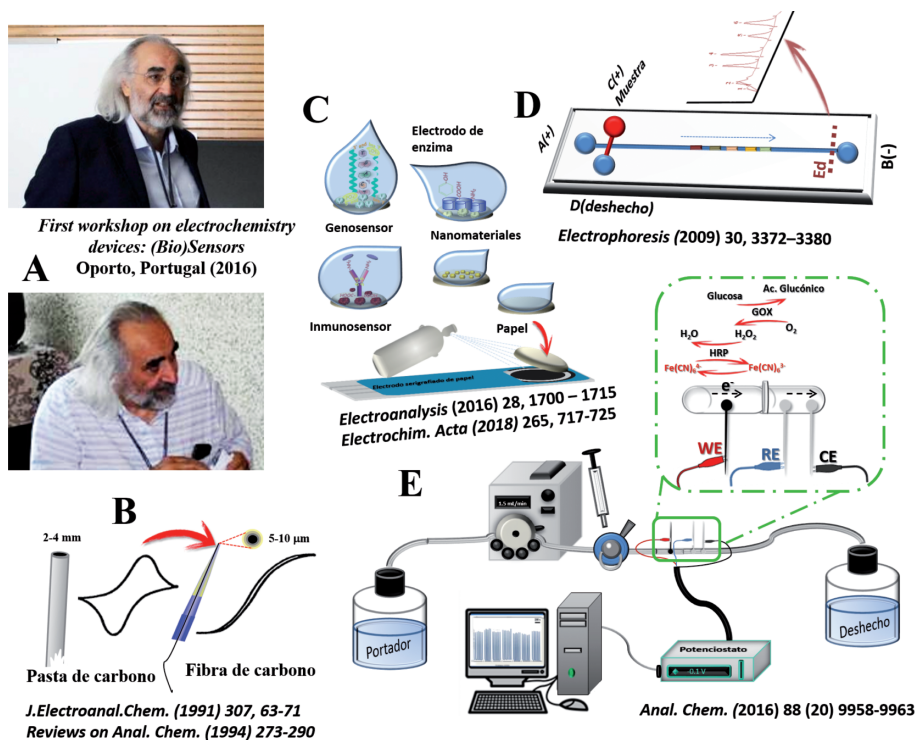 First workshop on electrochemistry
devices: (Bio)Sensors
Oporto, Portugal (2016)
A
B
2-4 mm
5-10 µm
Pasta de carbono
Fibra de carbono
J.Electroanal.Chem. (1991) 307, 63-71
Reviews on Anal. Chem. (1994) 273-290
C
Electrodo de
enzima
Genosensor
Nanomateriales
Inmunosensor
Papel
Electrodo serigrafiado de papel
Electroanalysis (2016) 28, 1700 – 1715
Electrochim. Acta (2018) 265, 717-725
D
C(+)
Muestra
A(+)
Ed
B(-)
D(deshecho)
Electrophoresis (2009) 30, 3372–3380
Ac. Glucónico
Glucosa
GOX
O2
H2O
H2O2
HRP
Fe(CN)6 4-
Fe(CN)6 3-
e-
WE
RE
CE
E
1.5 ml/min
Portador
Deshecho
Potenciostato
0.1 V
Anal. Chem. (2016) 88 (20) 9958-9963